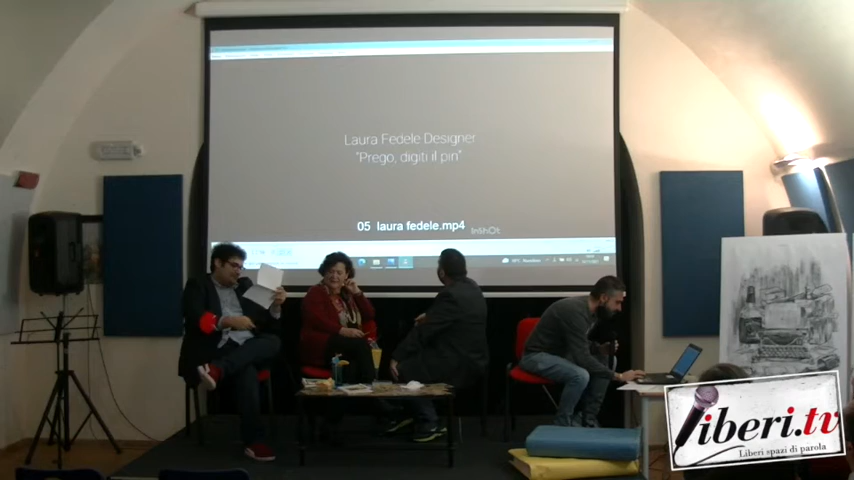 Laura Fedele Designer
"Prego, digiti il pin"
05 laura fedele.mp4
InShOt
liberi.tv
Liberi spazi di parola